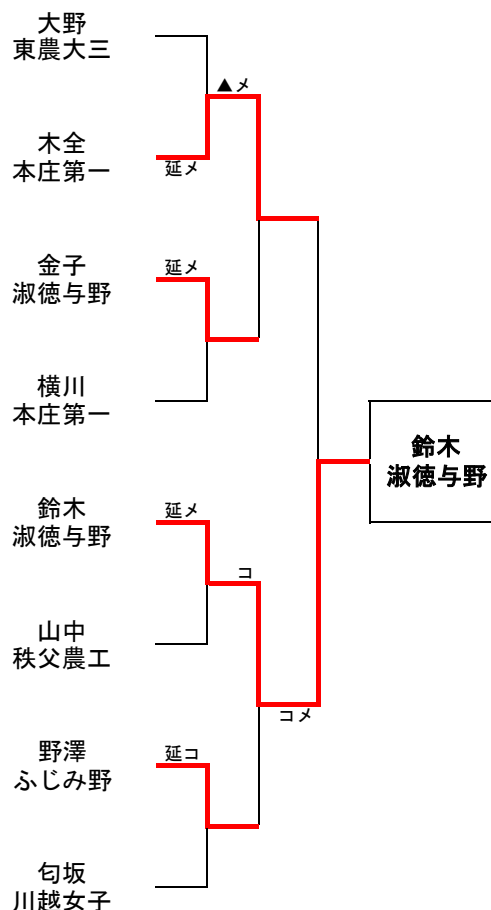 大野
東農大三
▲メ
木全
本庄第一
延メ
金子
淑徳与野
延メ
横川
本庄第一
鈴木
淑徳与野
鈴木
淑徳与野
延メ
コ
山中
秩父農工
コメ
野澤
ふじみ野
延コ
匂坂
川越女子